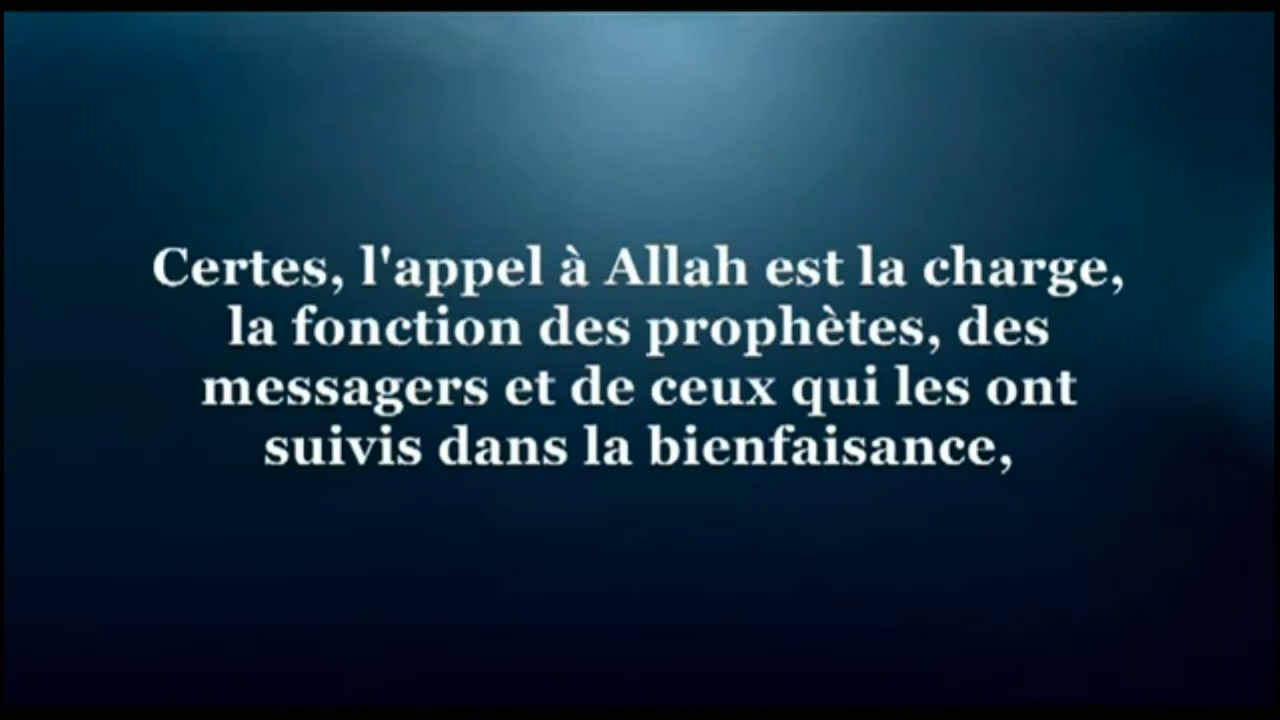 Certes, l'appel à Allah est la charge,
la fonction des prophètes, des
messagers et de ceux qui les ont
suivis dans la bienfaisance,